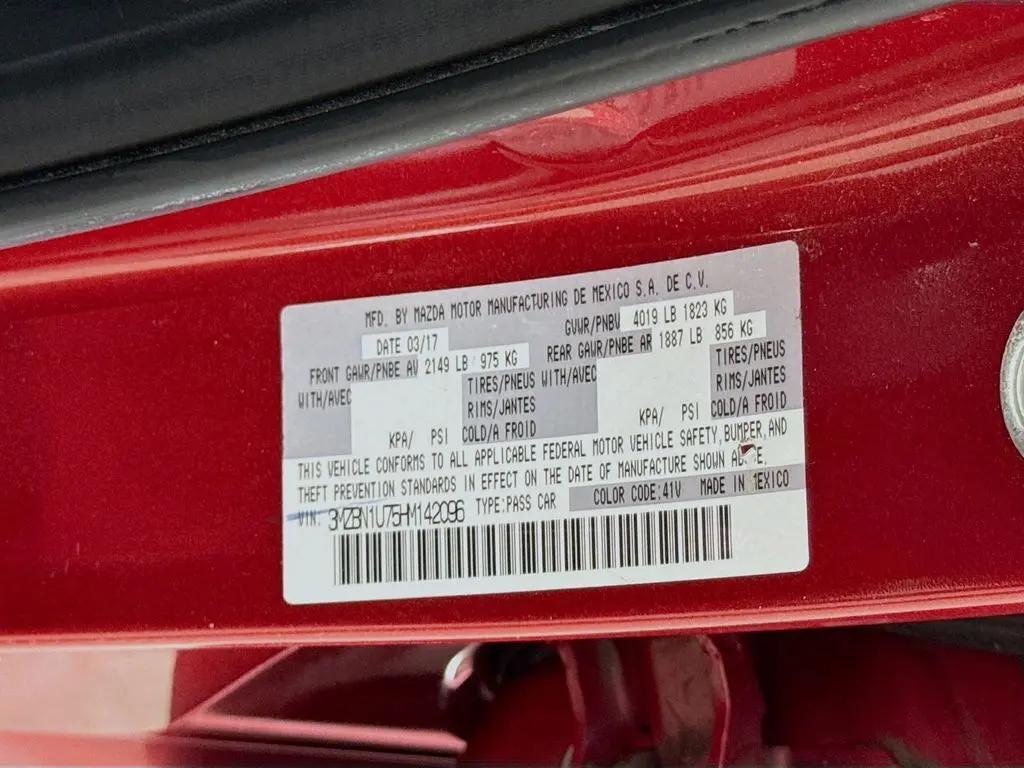 MFD. BY MAZDA MOTOR MANUFACTURING DE MEXICO S.A. DE C.V.
DATE 03/17 GVWR/PNBV 4019 LB 1823 KG
FRONT GAWR/PNBE AV 2149 LB 975 KG REAR GAWR/PNBE AR 1887 LB 856 KG
WITH/AVEC TIRES/PNEUS WITH/AVEC TIRES/PNEUS
RIMS/JANTES RIMS/JANTES
KPA/ PSI COLD/A FROID KPA/ PSI COLD/A FROID
THIS VEHICLE CONFORMS TO ALL APPLICABLE FEDERAL MOTOR VEHICLE SAFETY, BUMPER, AND
THEFT PREVENTION STANDARDS IN EFFECT ON THE DATE OF MANUFACTURE SHOWN
VIN: 3MZBN1U75HM142096 TYPE:PASS CAR COLOR CODE:41V MADE IN MEXICO